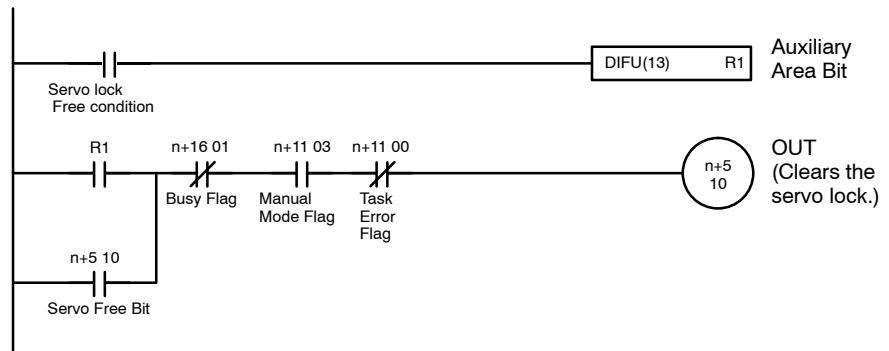 Servo lock
Free condition
DIFU(13) R1
Auxiliary
Area Bit
R1
n+16 01
n+11 03
n+11 00
Busy Flag
Manual
Mode Flag
Task
Error
Flag
n+5
10
OUT
(Clears the
servo lock.)
n+5 10
Servo Free Bit